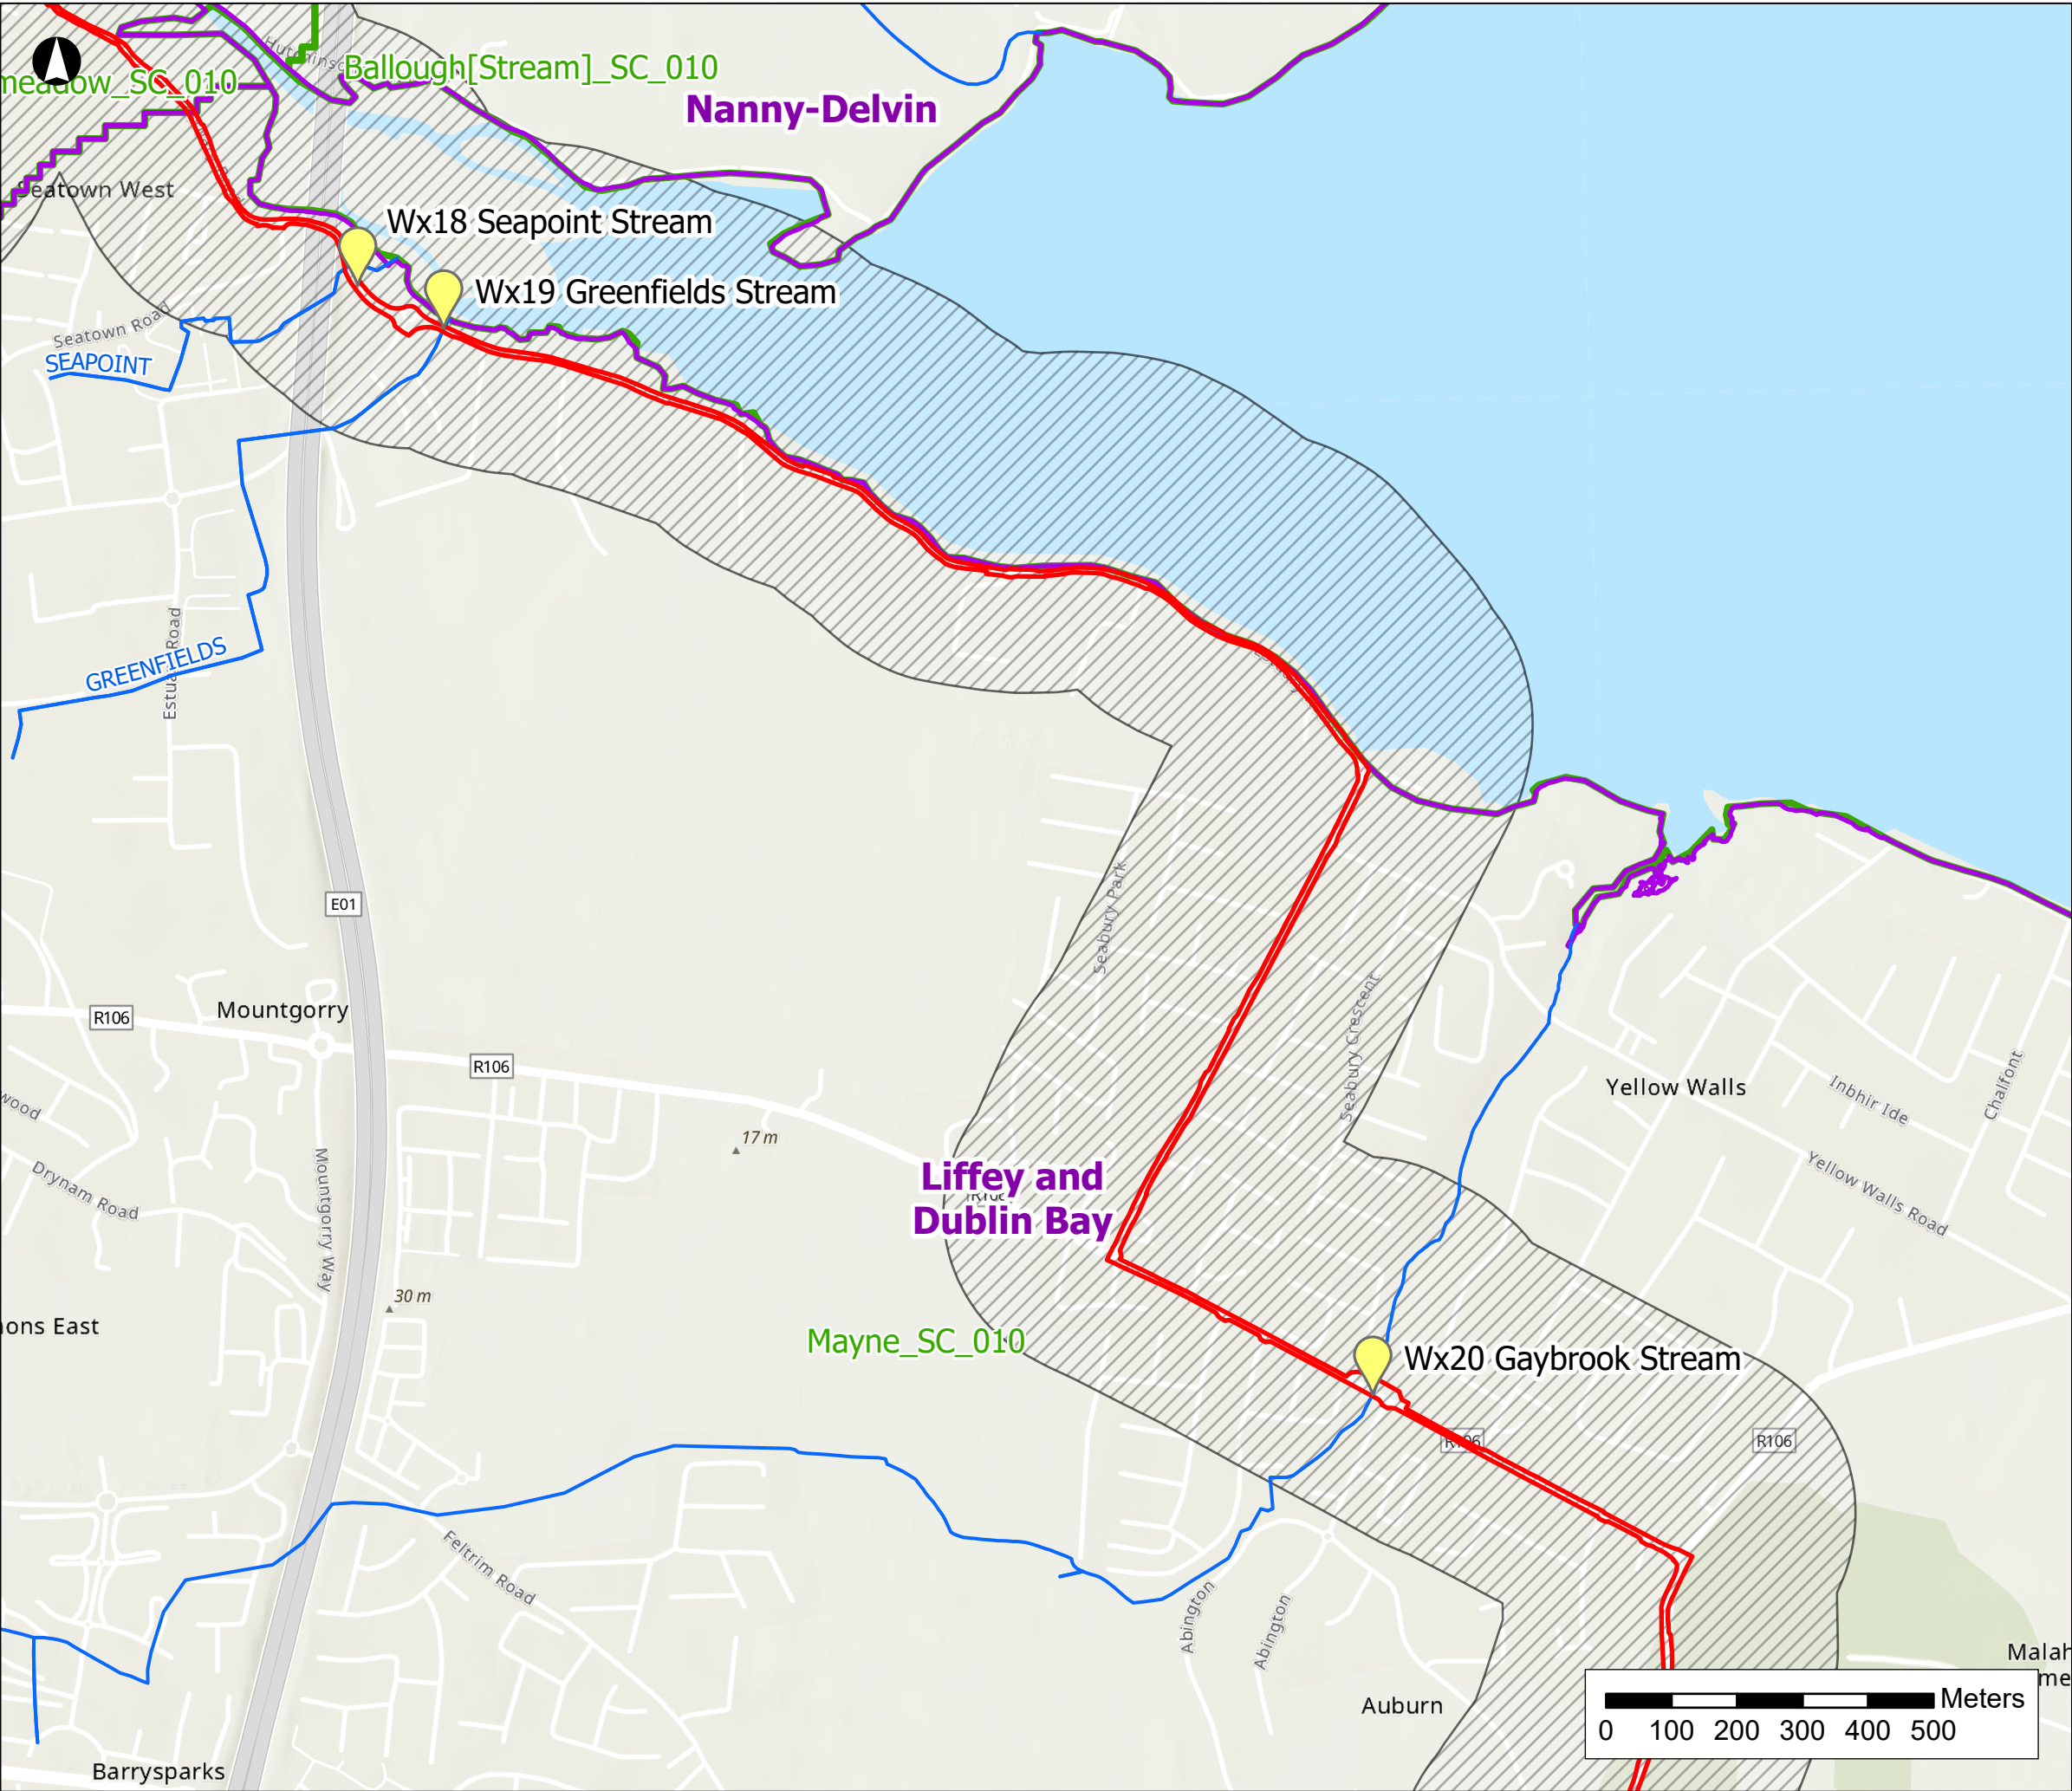 Ballough[Stream]_SC_010
meadow_SC_010
Nanny-Delvin
Seatown West
Wx18 Seapoint Stream
Wx19 Greenfields Stream
Seatown Road
SEAPOINT
GREENFIELDS
Road
E01
Seabury Park
Seabury Crescent
R106
Mountgorry
R106
Yellow Walls
Inbhir Ide
Chalfont
wood
17 m
Drynam Road
Mountgorry Way
Yellow Walls Road
Liffey and
Dublin Bay
30 m
ons East
Mayne_SC_010
Wx20 Gaybrook Stream
R106
R106
Feltrim Road
Abington
Abington
Malah
me
Auburn
Meters
0 100 200 300 400 500
Barrysparks